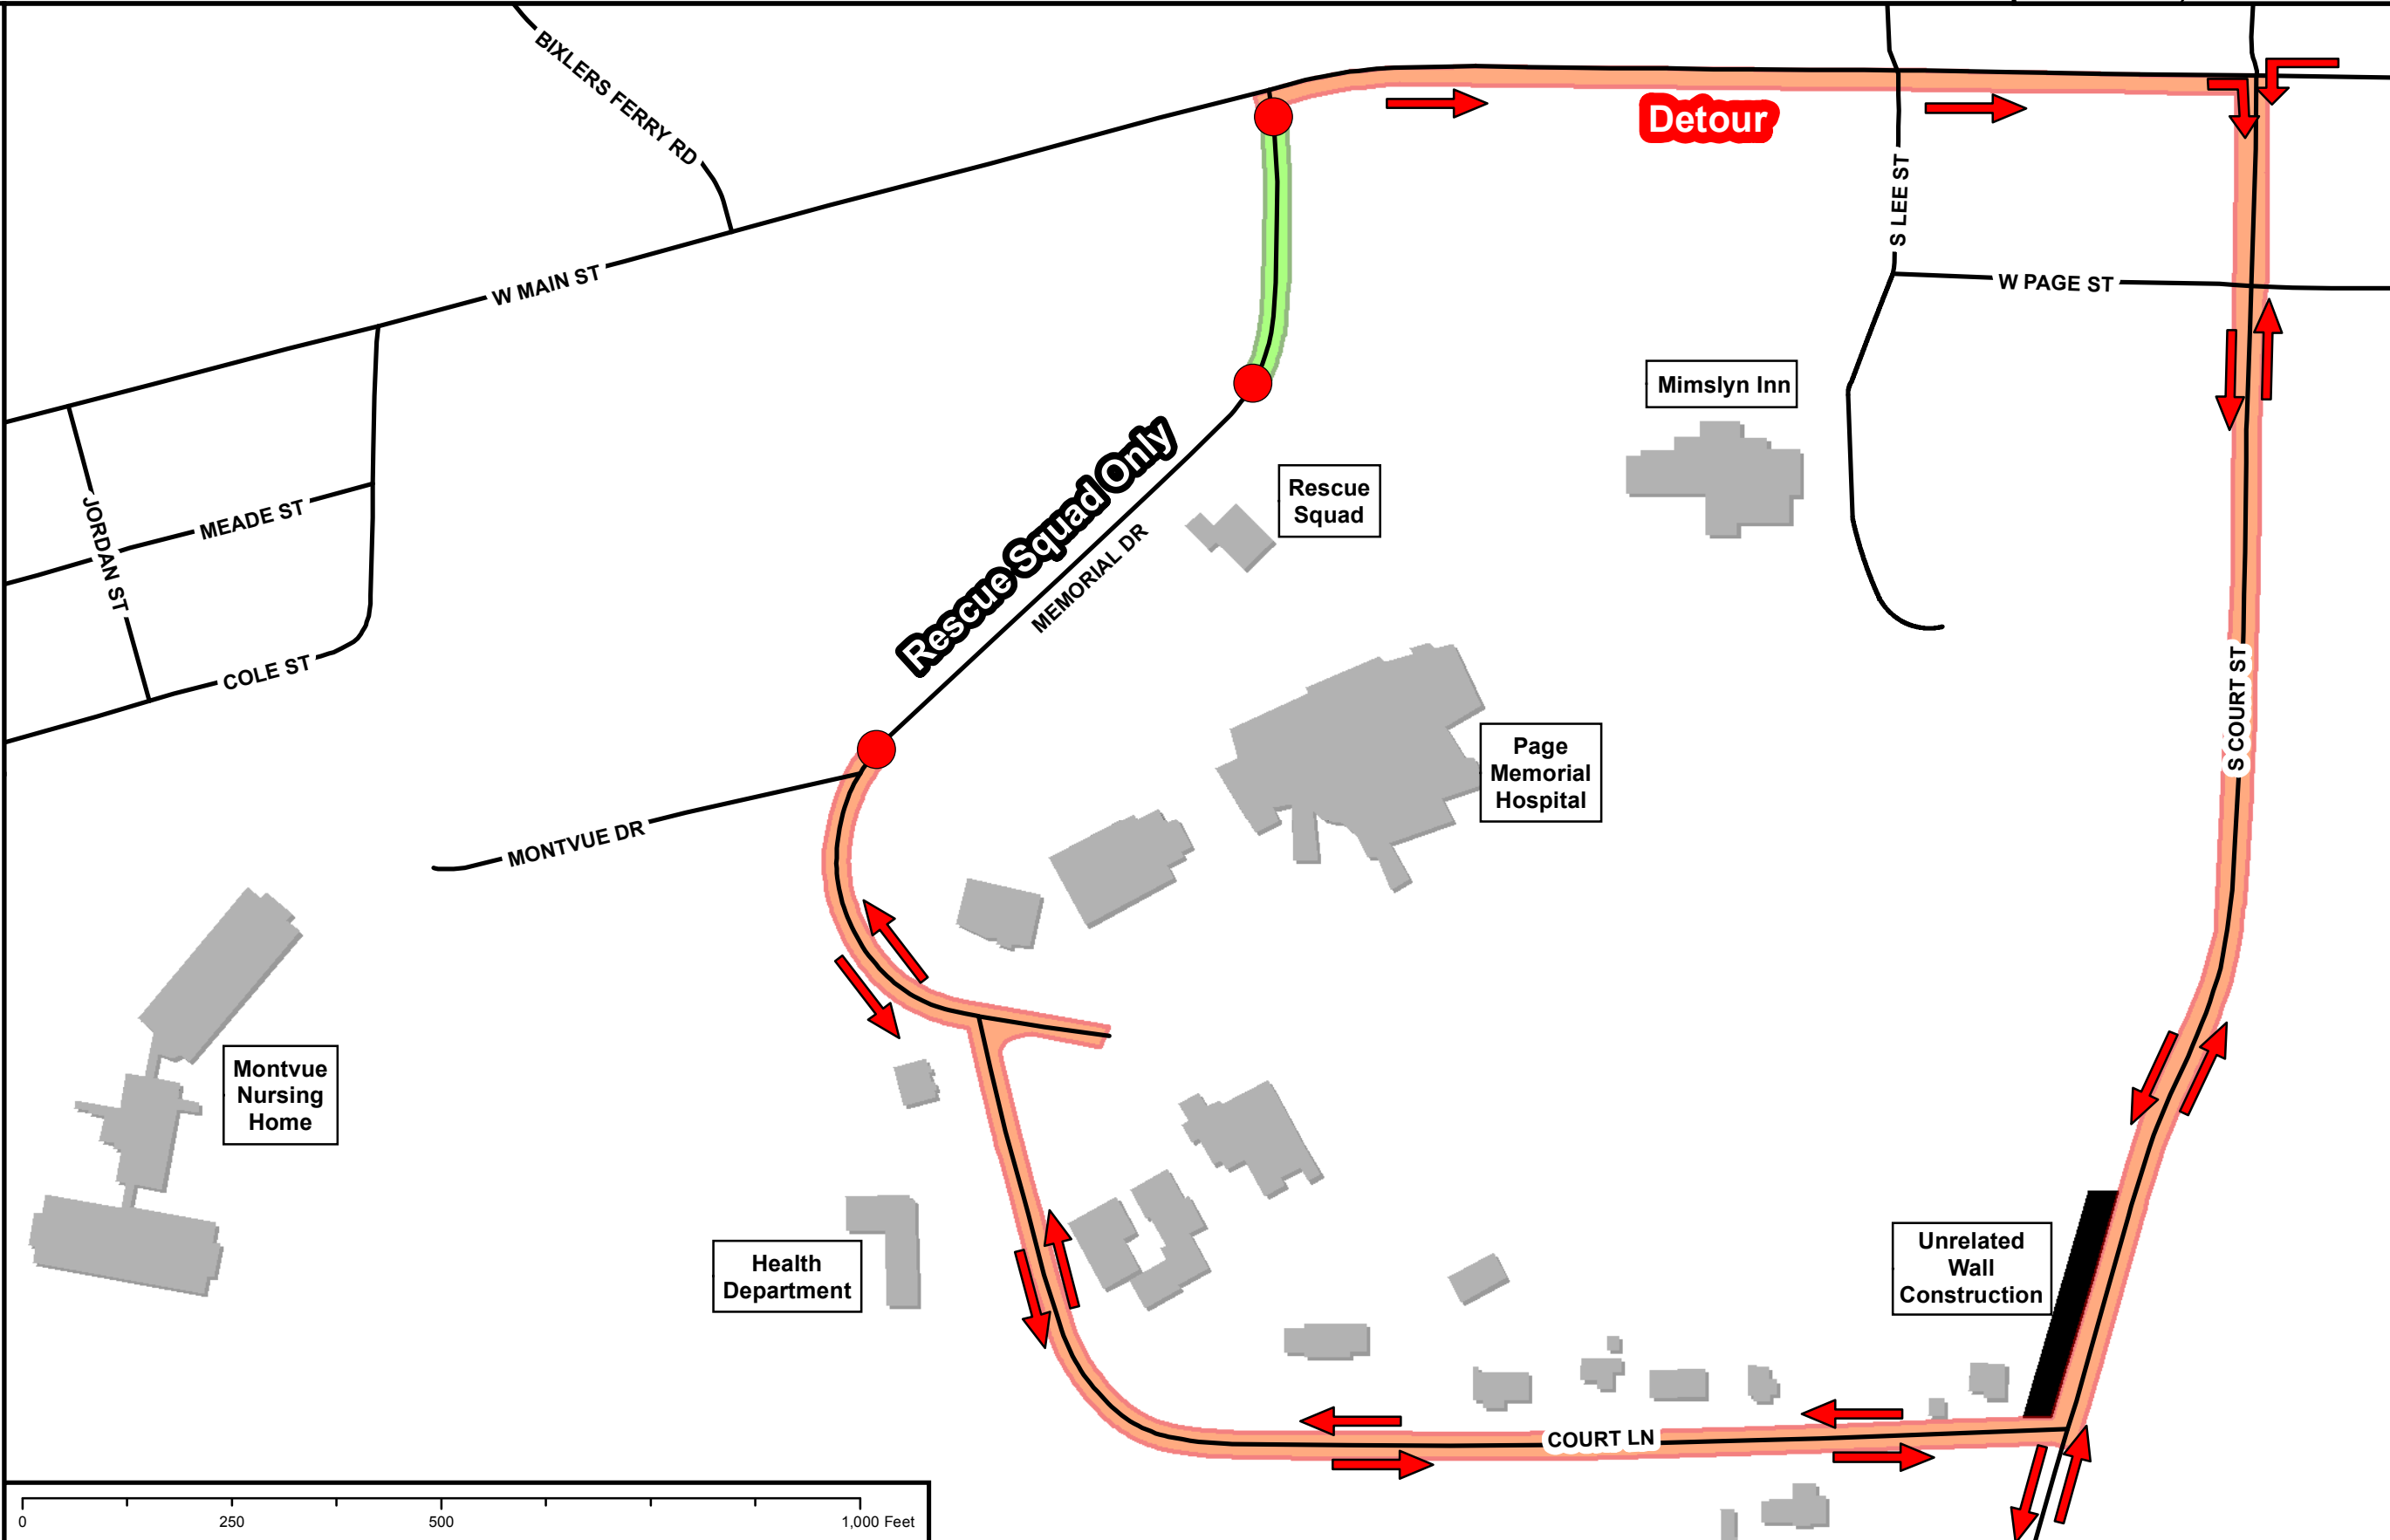 BIXLERS FERRY RD
Detour
S LEE ST
W MAIN ST
W PAGE ST
Mimslyn Inn
Rescue Squad Only
Rescue
Squad
MEMORIAL DR
JORDAN ST
MEADE ST
COLE ST
S COURT ST
Page
Memorial
Hospital
MONTVUE DR
Montvue
Nursing
Home
Health
Department
Unrelated
Wall
Construction
COURT LN
0 250 500 1,000 Feet